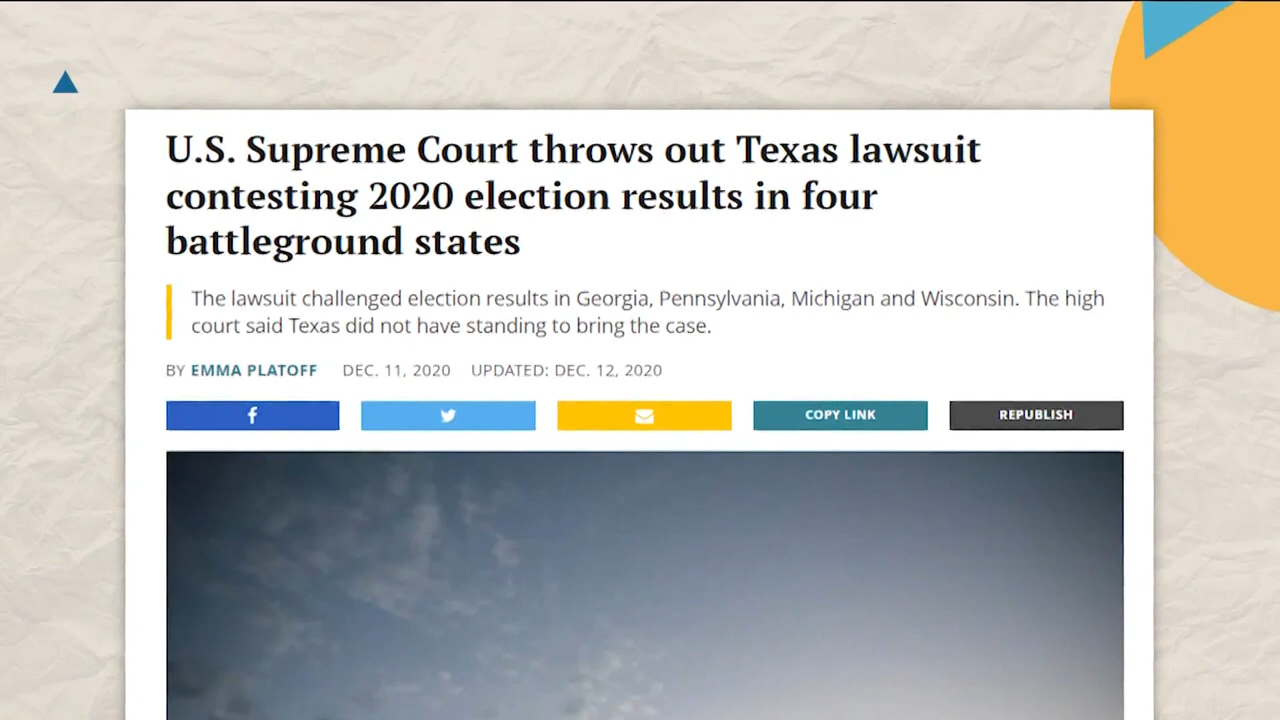 U.S. Supreme Court throws out Texas lawsuit
contesting 2020 election results in four
battleground states
The lawsuit challenged election results in Georgia, Pennsylvania, Michigan and Wisconsin. The high
court said Texas did not have standing to bring the case.
BY EMMA PLATOFF DEC. 11, 2020 UPDATED: DEC. 12, 2020
COPY LINK REPUBLISH